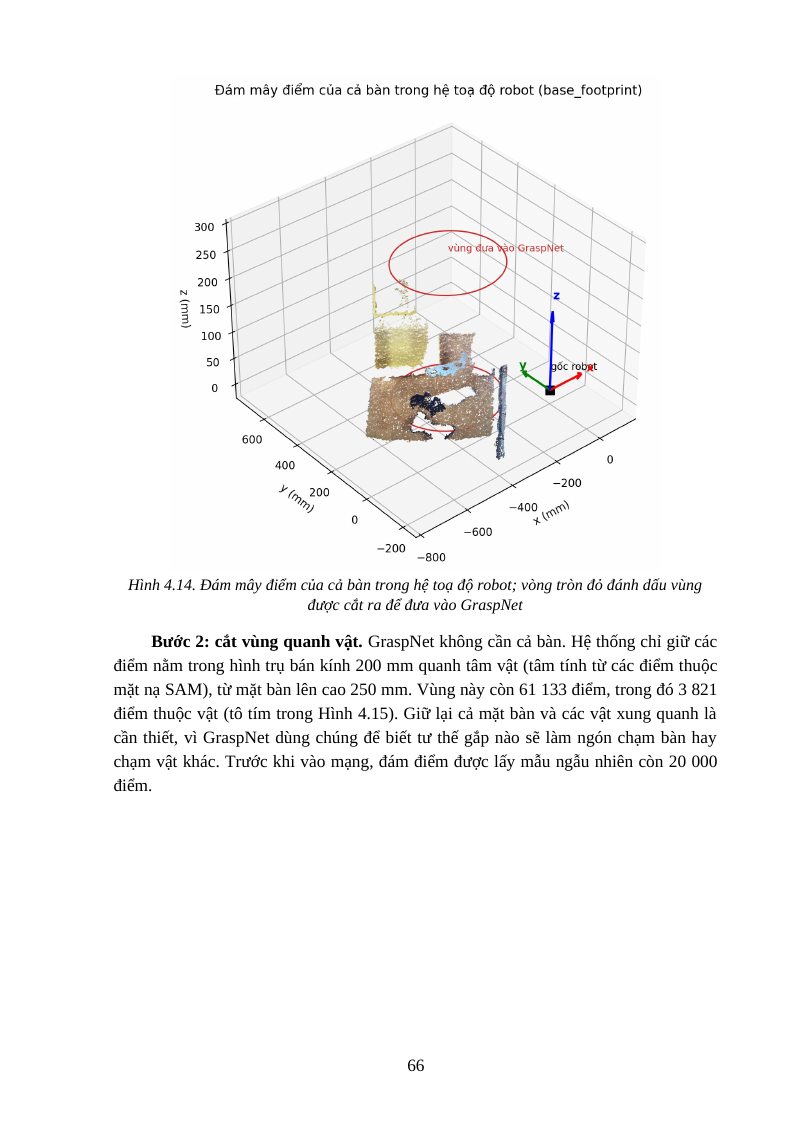 Đám mây điểm của cả bàn trong hệ toạ độ robot (base_footprint)
300
250
200
150
100
50
0
z (mm)
vùng đưa vào GraspNet
z
y
x
gốc robot
600
400
200
0
−200
y (mm)
0
−200
−400
−600
−800
x (mm)
Hình 4.14. Đám mây điểm của cả bàn trong hệ toạ độ robot; vòng tròn đỏ đánh dấu vùng
được cắt ra để đưa vào GraspNet
Bước 2: cắt vùng quanh vật. GraspNet không cần cả bàn. Hệ thống chỉ giữ các
điểm nằm trong hình trụ bán kính 200 mm quanh tâm vật (tâm tính từ các điểm thuộc
mặt nạ SAM), từ mặt bàn lên cao 250 mm. Vùng này còn 61 133 điểm, trong đó 3 821
điểm thuộc vật (tô tím trong Hình 4.15). Giữ lại cả mặt bàn và các vật xung quanh là
cần thiết, vì GraspNet dùng chúng để biết tư thế gắp nào sẽ làm ngón chạm bàn hay
chạm vật khác. Trước khi vào mạng, đám điểm được lấy mẫu ngẫu nhiên còn 20 000
điểm.
66